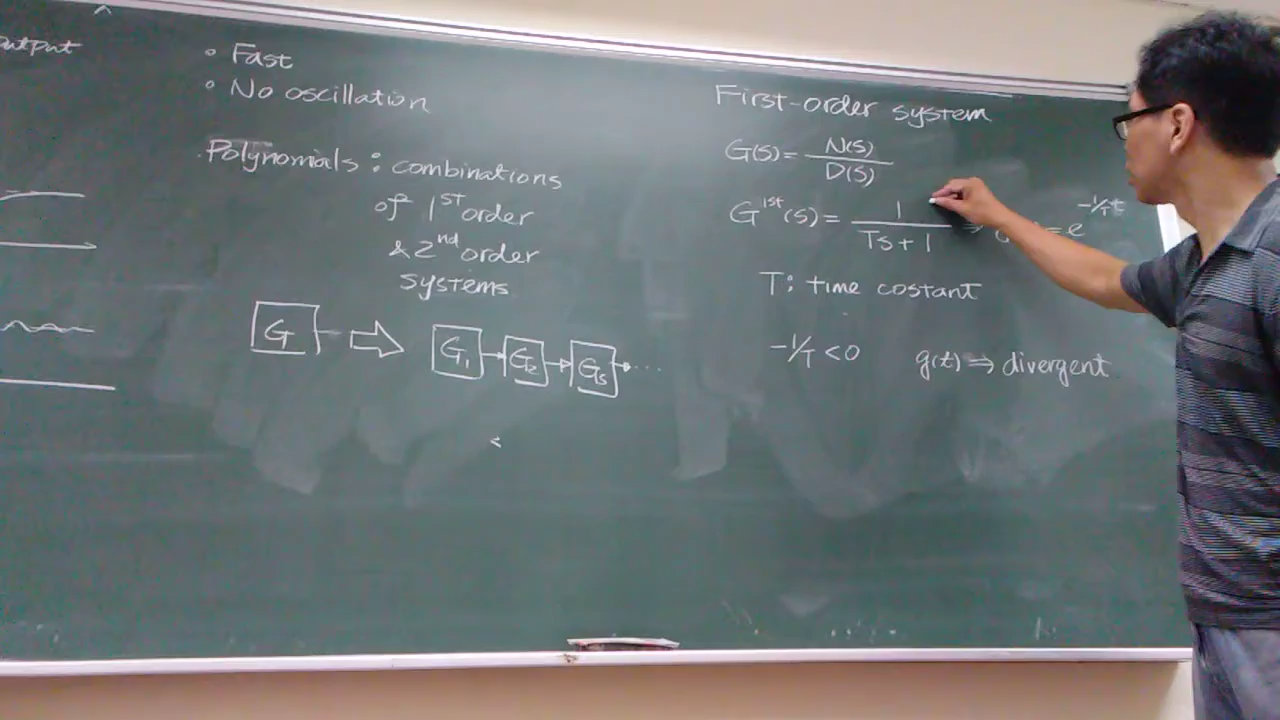 output
• Fast
• No oscillation
Polynomials : combinations
of 1st order
& 2nd order
systems
G ⇒ G1 → G2 → G3 → ...
First-order system
G(s) = N(s) / D(s)
G^1st(s) = 1 / (Ts + 1) ⇒ = e^(-1/T t)
T : time costant
-1/T < 0
g(t) ⇒ divergent